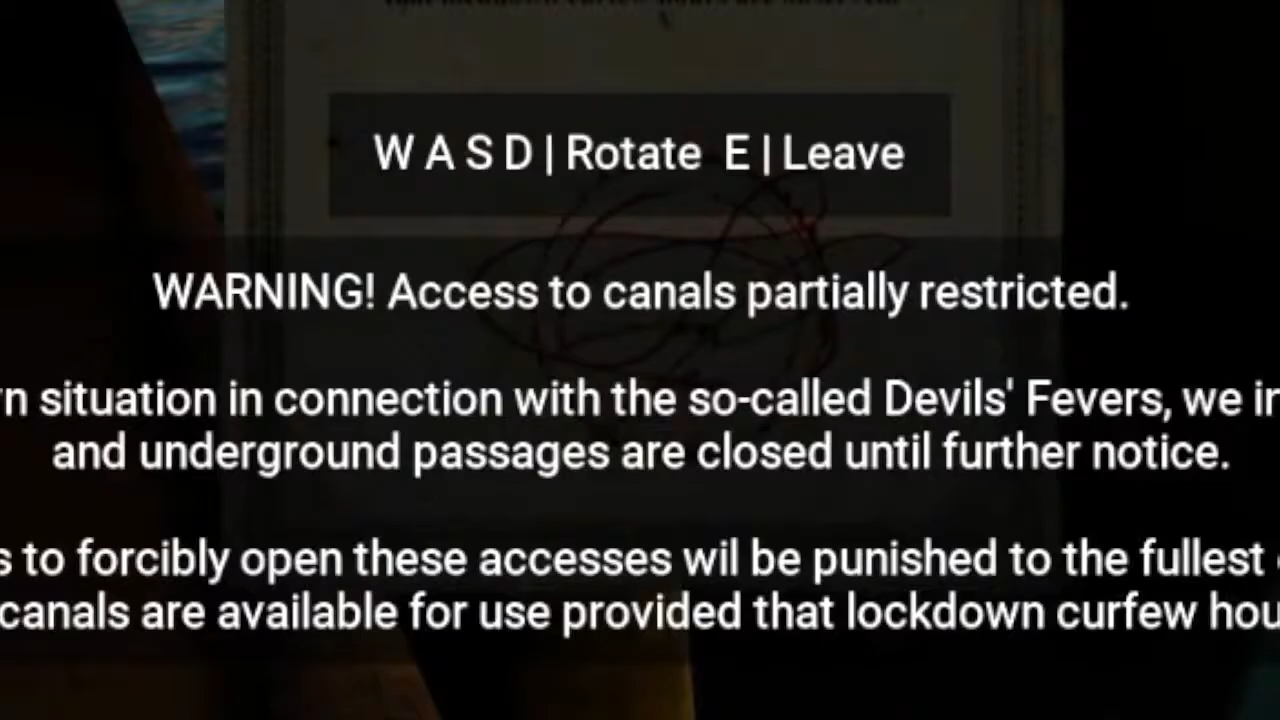 W A S D | Rotate E | Leave
WARNING! Access to canals partially restricted.
situation in connection with the so-called Devils' Fevers, we
and underground passages are closed until further notice.
to forcibly open these accesses wil be punished to the fullest
canals are available for use provided that lockdown curfew